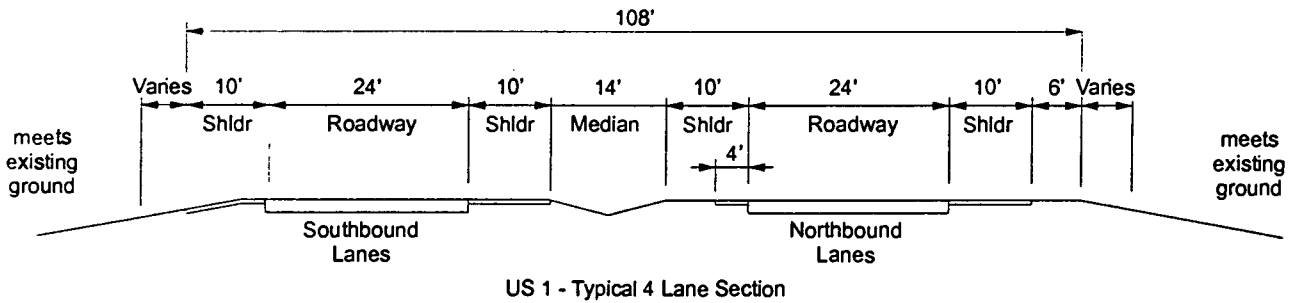 108'
Varies 10' 24' 10' 14' 10' 24' 10' 6' Varies
Shldr Roadway Shldr Median Shldr Roadway Shldr
meets
existing
ground
4'
meets
existing
ground
Southbound
Lanes
Northbound
Lanes
US 1 - Typical 4 Lane Section